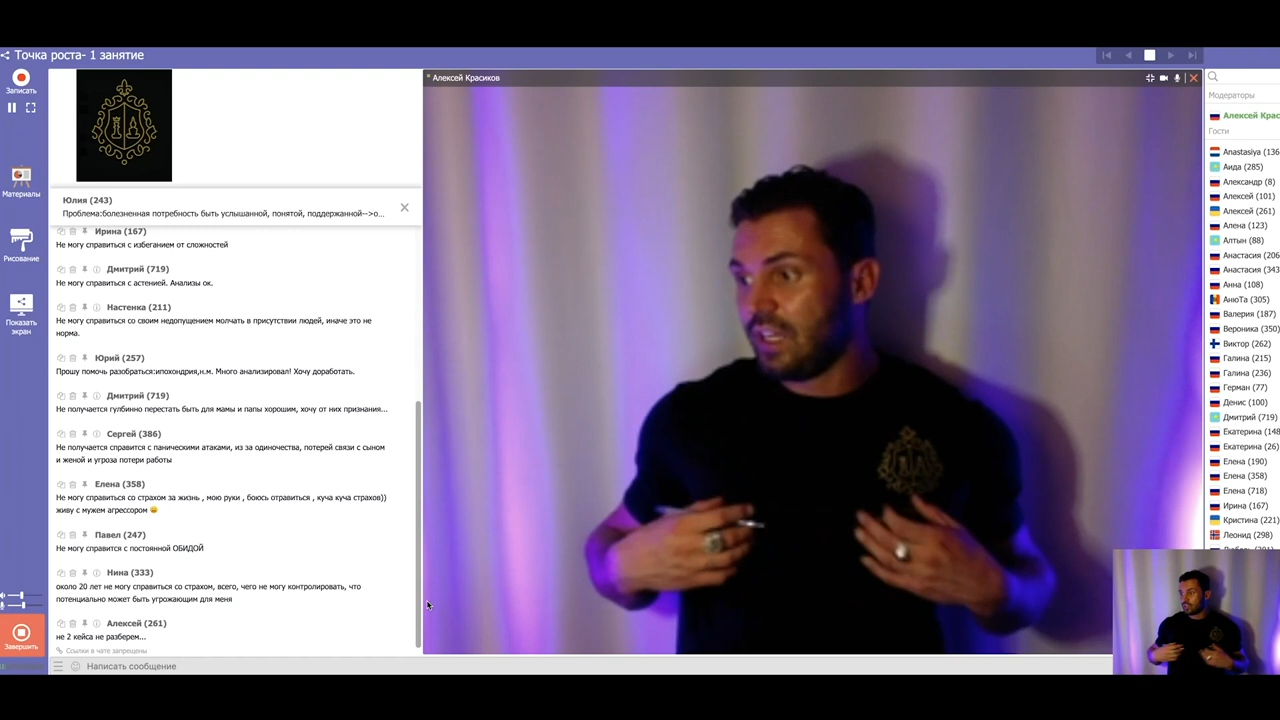 Точка роста- 1 занятие
Записать
Материалы
Рисование
Показать
экран
Завершить
Юлия (243)
Проблема:болезненная потребность быть услышанной, понятой, поддержанной-->о...
Ирина (167)
Не могу справиться с избеганием от сложностей
Дмитрий (719)
Не могу справиться с астенией. Анализы ок.
Настенка (211)
Не могу справиться со своим недопущением молчать в присутствии людей, иначе это не
норма.
Юрий (257)
Прошу помочь разобраться:ипохондрия,н.м. Много анализировал! Хочу доработать.
Дмитрий (719)
Не получается гулбинно перестать быть для мамы и папы хорошим, хочу от них признания...
Сергей (386)
Не получается справится с паническими атаками, из за одиночества, потерей связи с сыном
и женой и угроза потери работы
Елена (358)
Не могу справиться со страхом за жизнь , мою руки , боюсь отравиться , куча куча страхов))
живу с мужем агрессором 😄
Павел (247)
Не могу справится с постоянной ОБИДОЙ
Нина (333)
около 20 лет не могу справиться со страхом, всего, чего не могу контролировать, что
потенциально может быть угрожающим для меня
Алексей (261)
не 2 кейса не разберем...
Ссылки в чате запрещены
Написать сообщение
Алексей Красиков
Модераторы
Алексей Крас
Гости
Anastasiya (136
Аида (285)
Александр (8)
Алексей (101)
Алексей (261)
Алена (123)
Алтын (88)
Анастасия (206
Анастасия (343
Анна (108)
АнюТа (305)
Валерия (187)
Вероника (350)
Виктор (262)
Галина (215)
Галина (236)
Герман (77)
Денис (100)
Дмитрий (719)
Екатерина (148
Екатерина (26)
Елена (190)
Елена (358)
Елена (718)
Ирина (167)
Кристина (221)
Леонид (298)